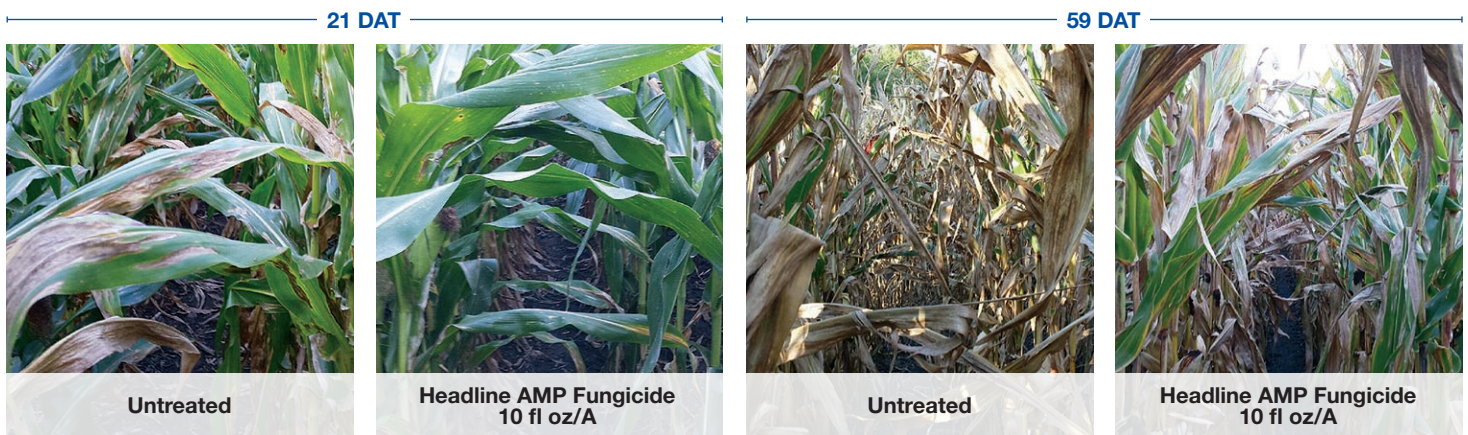 21 DAT
59 DAT
Untreated
Headline AMP Fungicide
10 fl oz/A
Untreated
Headline AMP Fungicide
10 fl oz/A